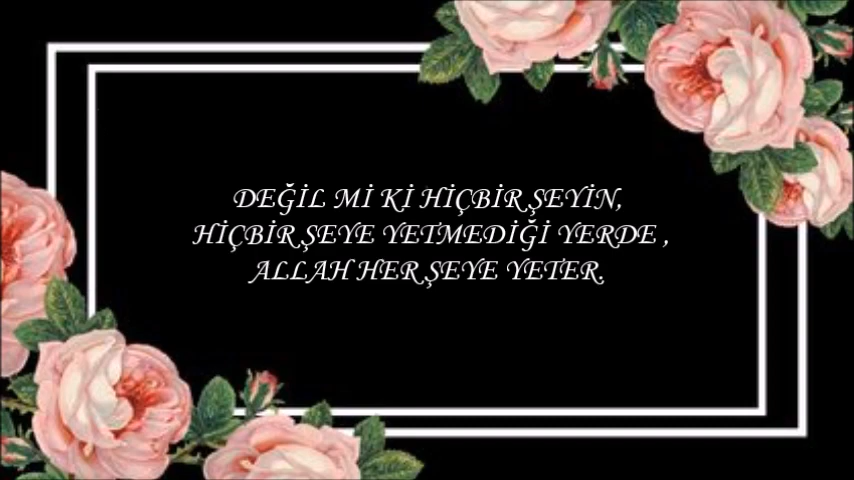 DEĞİL Mİ Kİ HİÇBİR ŞEYİN,
HİÇBİR ŞEYE YETMEDİĞİ YERDE ,
ALLAH HER ŞEYE YETER.